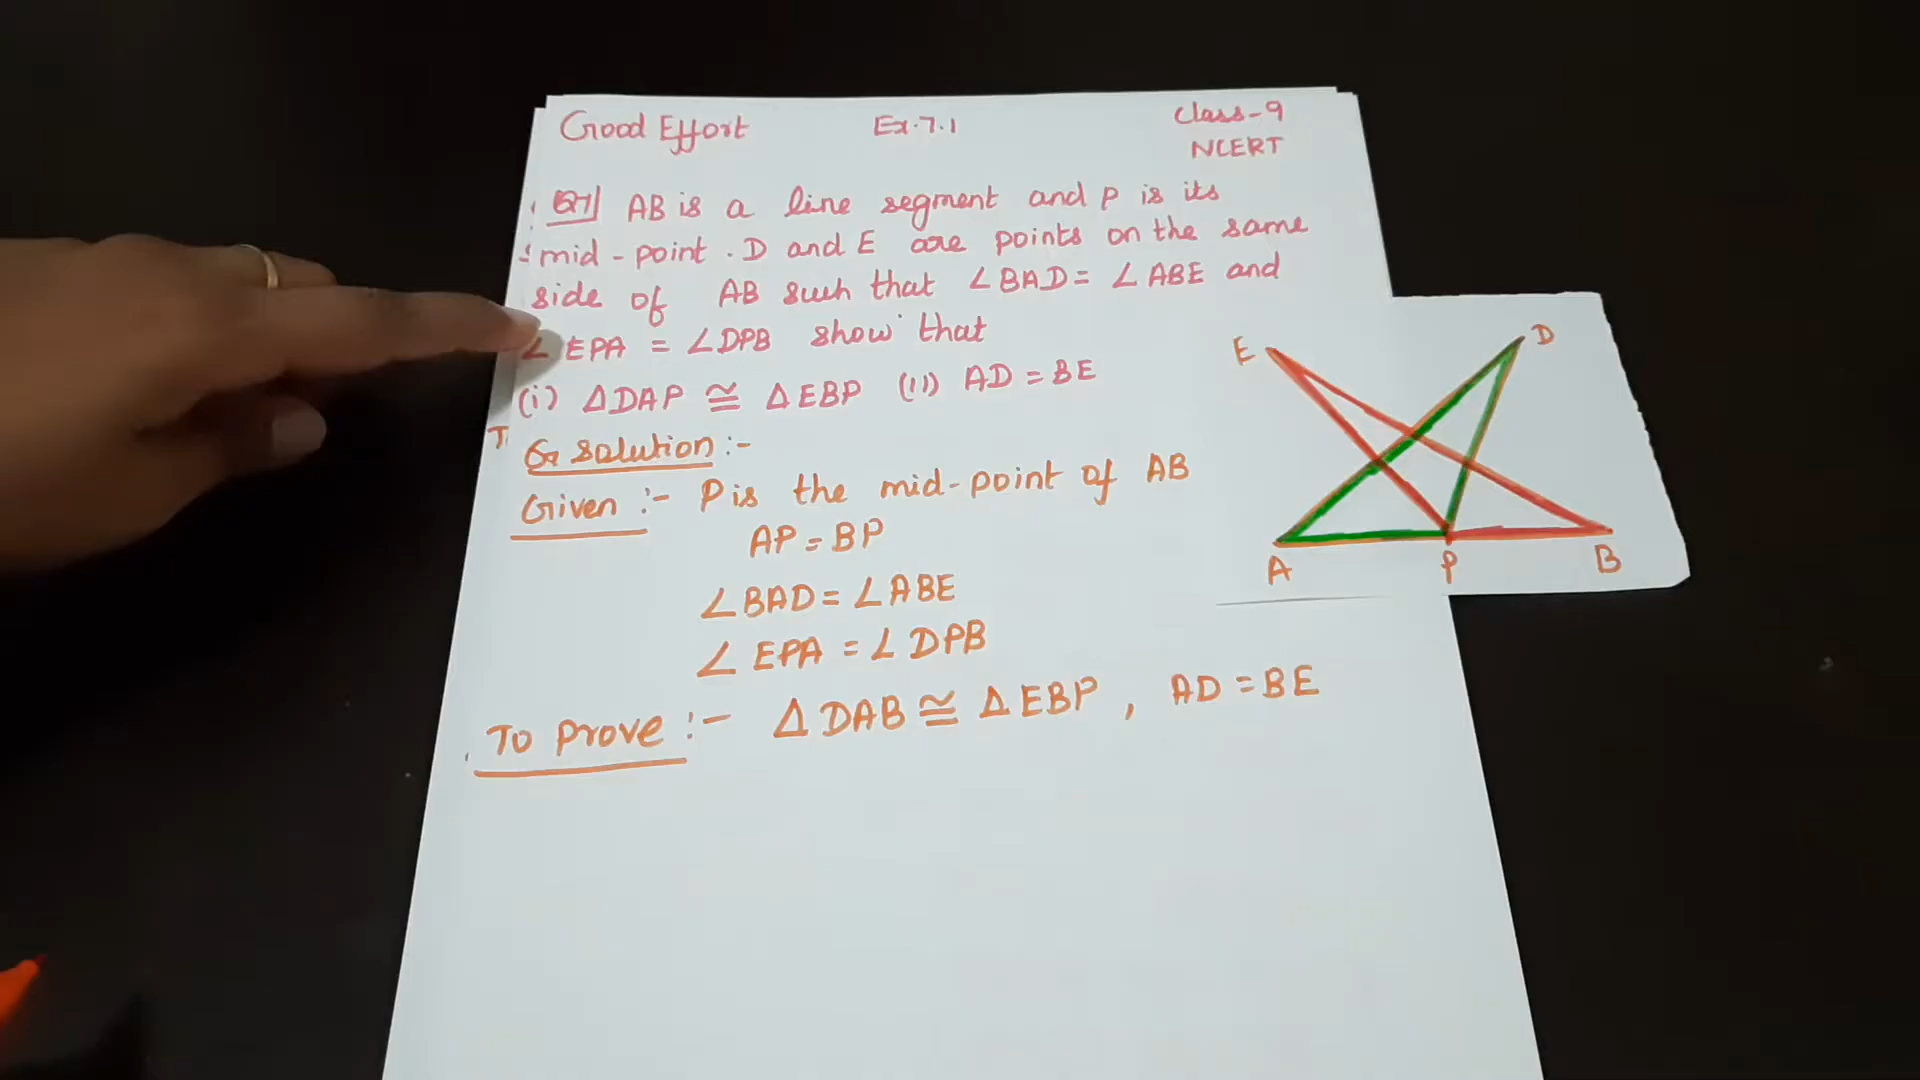 Good Effort Ex.7.1 Class-9
NCERT
Q7 AB is a line segment and P is its
mid-point. D and E are points on the same
side of AB such that ∠BAD = ∠ABE and
∠EPA = ∠DPB show that
(i) ΔDAP ≅ ΔEBP (ii) AD = BE
solution :-
Given :- P is the mid-point of AB
AP = BP
∠BAD = ∠ABE
∠EPA = ∠DPB
To Prove :- ΔDAB ≅ ΔEBP, AD = BE
E D
A P B